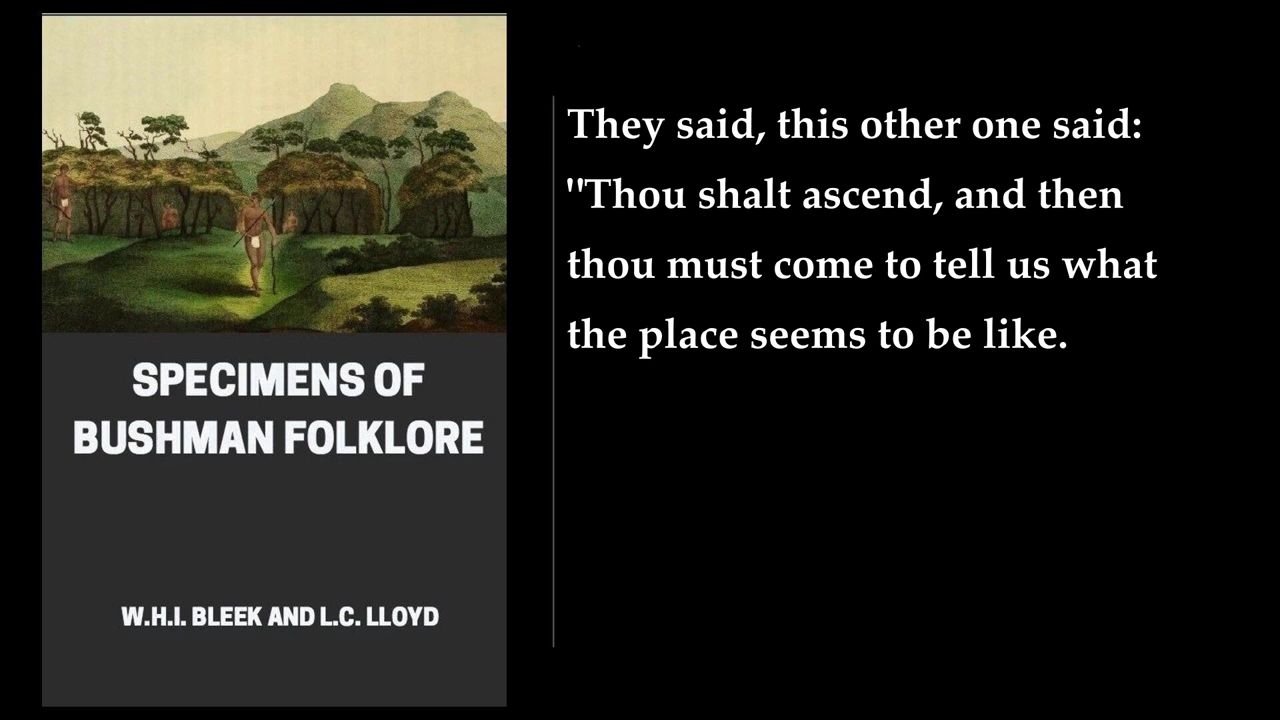 SPECIMENS OF
BUSHMAN FOLKLORE
W.H.I. BLEEK AND L.C. LLOYD
They said, this other one said:
"Thou shalt ascend, and then
thou must come to tell us what
the place seems to be like.